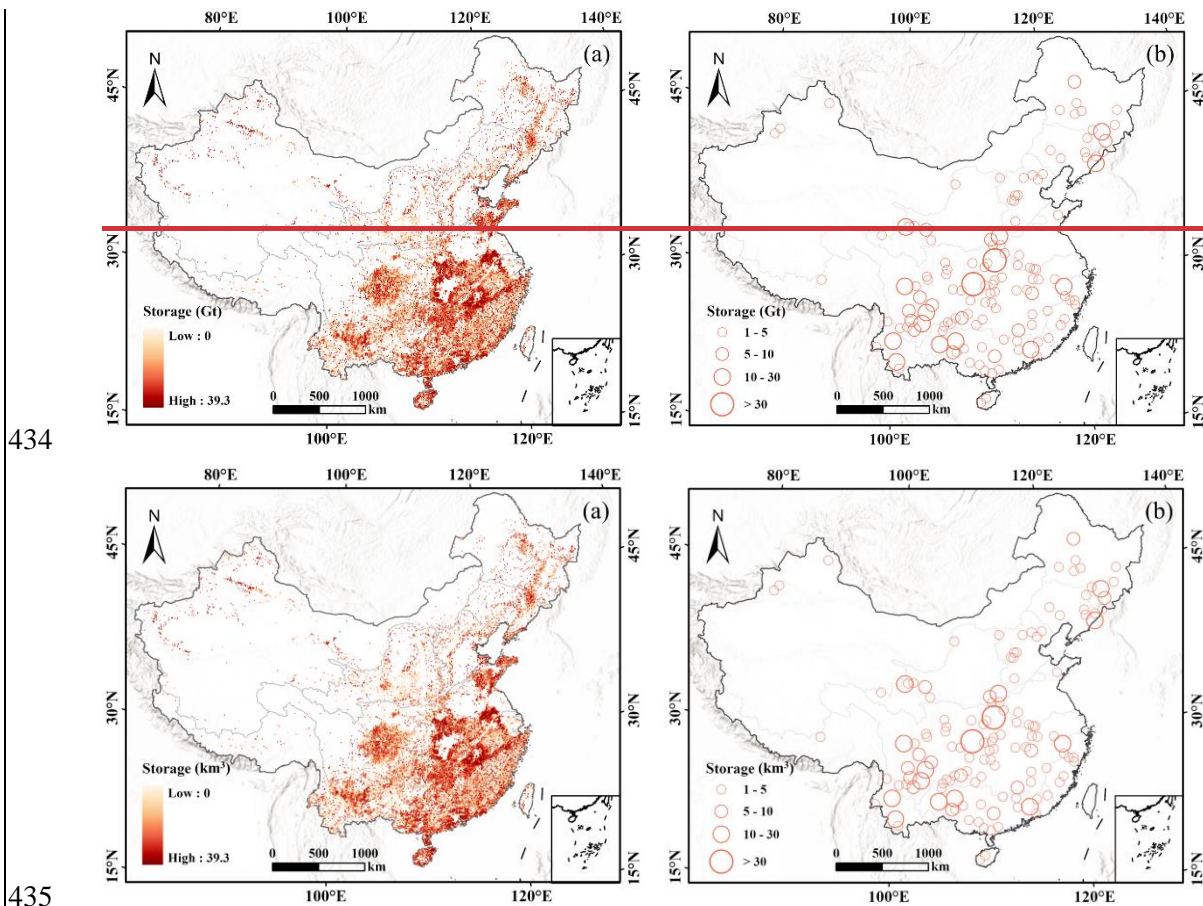 80°E 100°E 120°E 140°E 80°E 100°E 120°E 140°E
N (a) N (b)
45°N 45°N 45°N 45°N
30°N 30°N 30°N 30°N
Storage (Gt)
Low : 0
High : 39.3
0 500 1000
km
Storage (Gt)
1 - 5
5 - 10
10 - 30
> 30
0 500 1000
km
15°N 15°N 15°N 15°N
434
100°E 120°E 100°E 120°E
80°E 100°E 120°E 140°E 80°E 100°E 120°E 140°E
N (a) N (b)
45°N 45°N 45°N 45°N
30°N 30°N 30°N 30°N
Storage (km³)
Low : 0
High : 39.3
0 500 1000
km
Storage (km³)
1 - 5
5 - 10
10 - 30
> 30
0 500 1000
km
15°N 15°N 15°N 15°N
435
100°E 120°E 100°E 120°E